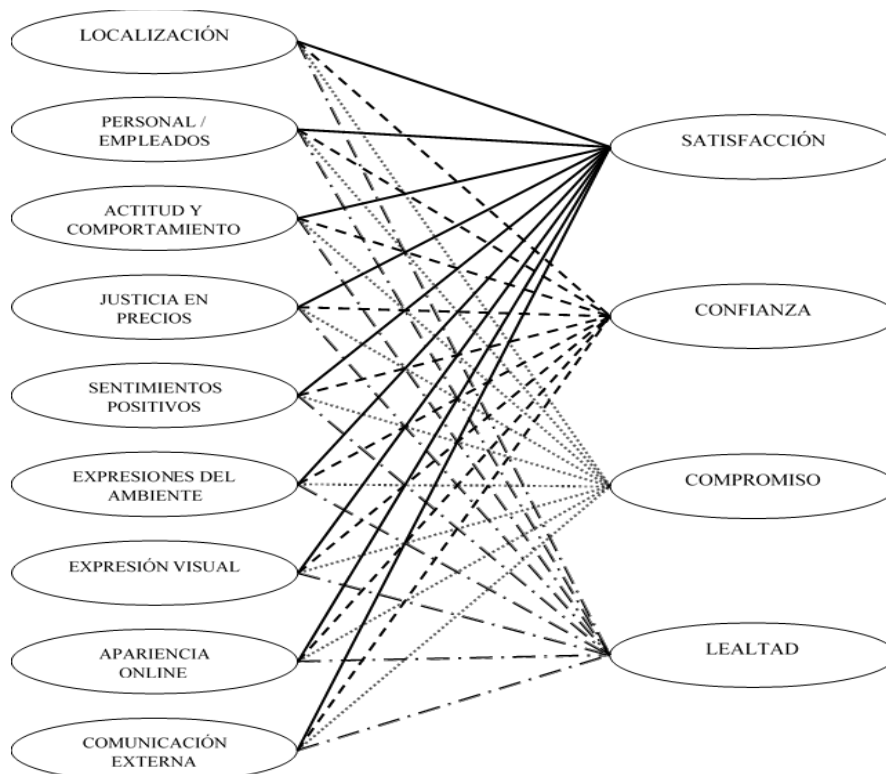 LOCALIZACIÓN
PERSONAL /
EMPLEADOS
ACTITUD Y
COMPORTAMIENTO
JUSTICIA EN
PRECIOS
SENTIMIENTOS
POSITIVOS
EXPRESIONES DEL
AMBIENTE
EXPRESIÓN VISUAL
APARIENCIA
ONLINE
COMUNICACIÓN
EXTERNA
SATISFACCIÓN
CONFIANZA
COMPROMISO
LEALTAD